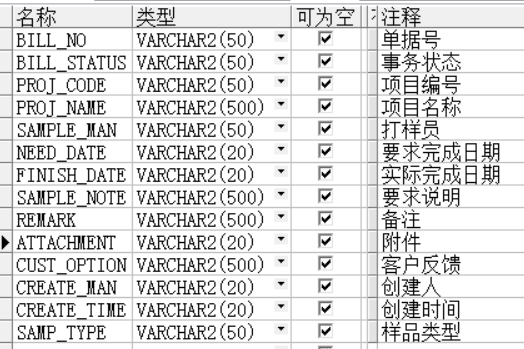 名称 类型 可为空 注释
BILL_NO VARCHAR2(50) 单据号
BILL_STATUS VARCHAR2(50) 事务状态
PROJ_CODE VARCHAR2(50) 项目编号
PROJ_NAME VARCHAR2(500) 项目名称
SAMPLE_MAN VARCHAR2(50) 打样员
NEED_DATE VARCHAR2(20) 要求完成日期
FINISH_DATE VARCHAR2(20) 实际完成日期
SAMPLE_NOTE VARCHAR2(500) 要求说明
REMARK VARCHAR2(500) 备注
ATTACHMENT VARCHAR2(20) 附件
CUST_OPTION VARCHAR2(500) 客户反馈
CREATE_MAN VARCHAR2(20) 创建人
CREATE_TIME VARCHAR2(20) 创建时间
SAMP_TYPE VARCHAR2(50) 样品类型